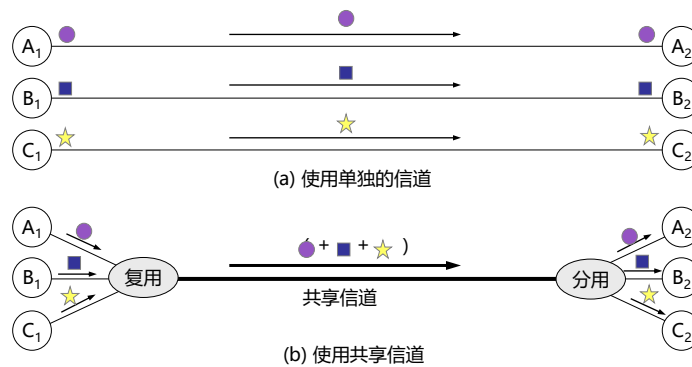 A1 A2
B1 B2
C1 C2
(a) 使用单独的信道
A1 ( + + ) A2
B1 复用 分用 B2
共享信道
C1 C2
(b) 使用共享信道